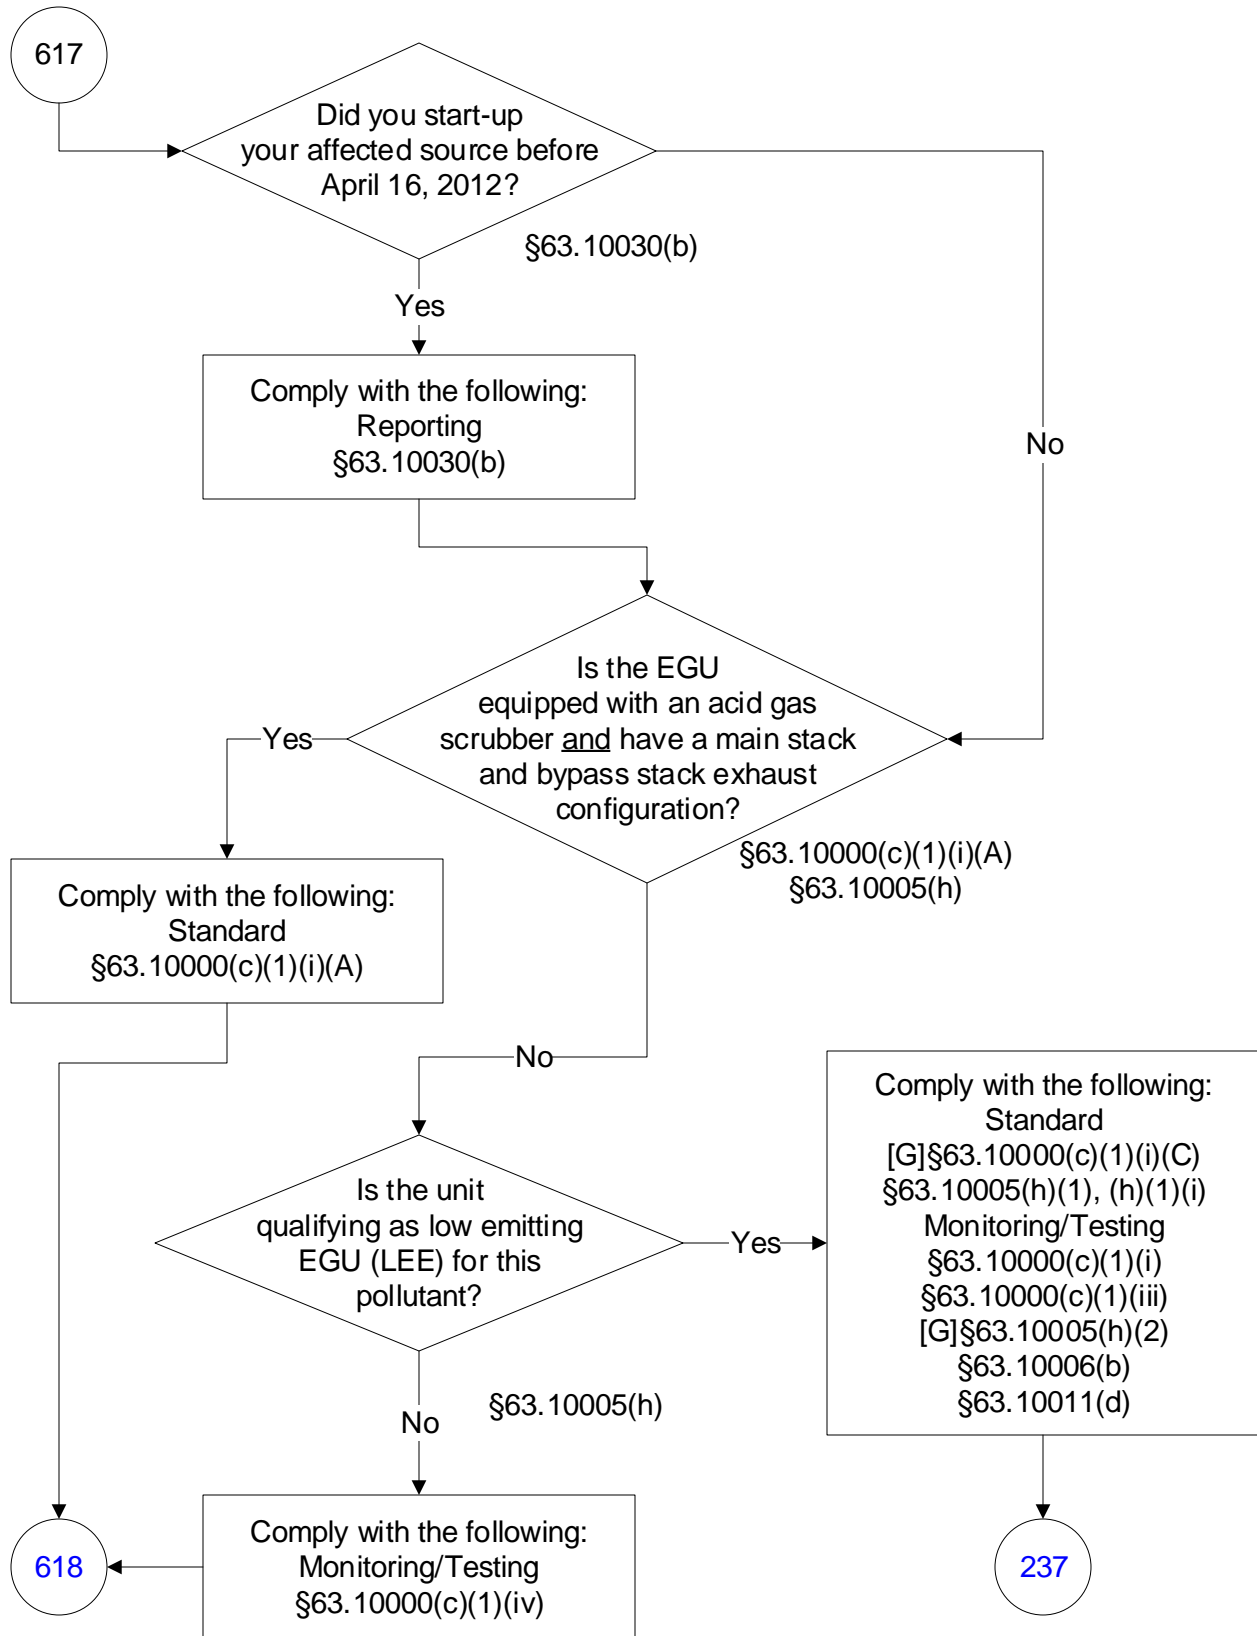 617
Did you start-up
your affected source before
April 16, 2012?
§63.10030(b)
Yes
Comply with the following:
Reporting
§63.10030(b)
No
Is the EGU
equipped with an acid gas
scrubber and have a main stack
and bypass stack exhaust
configuration?
Yes
§63.10000(c)(1)(i)(A)
§63.10005(h)
Comply with the following:
Standard
§63.10000(c)(1)(i)(A)
No
Is the unit
qualifying as low emitting
EGU (LEE) for this
pollutant?
Yes
Comply with the following:
Standard
[G]§63.10000(c)(1)(i)(C)
§63.10005(h)(1), (h)(1)(i)
Monitoring/Testing
§63.10000(c)(1)(i)
§63.10000(c)(1)(iii)
[G]§63.10005(h)(2)
§63.10006(b)
§63.10011(d)
§63.10005(h)
No
Comply with the following:
Monitoring/Testing
§63.10000(c)(1)(iv)
618
237